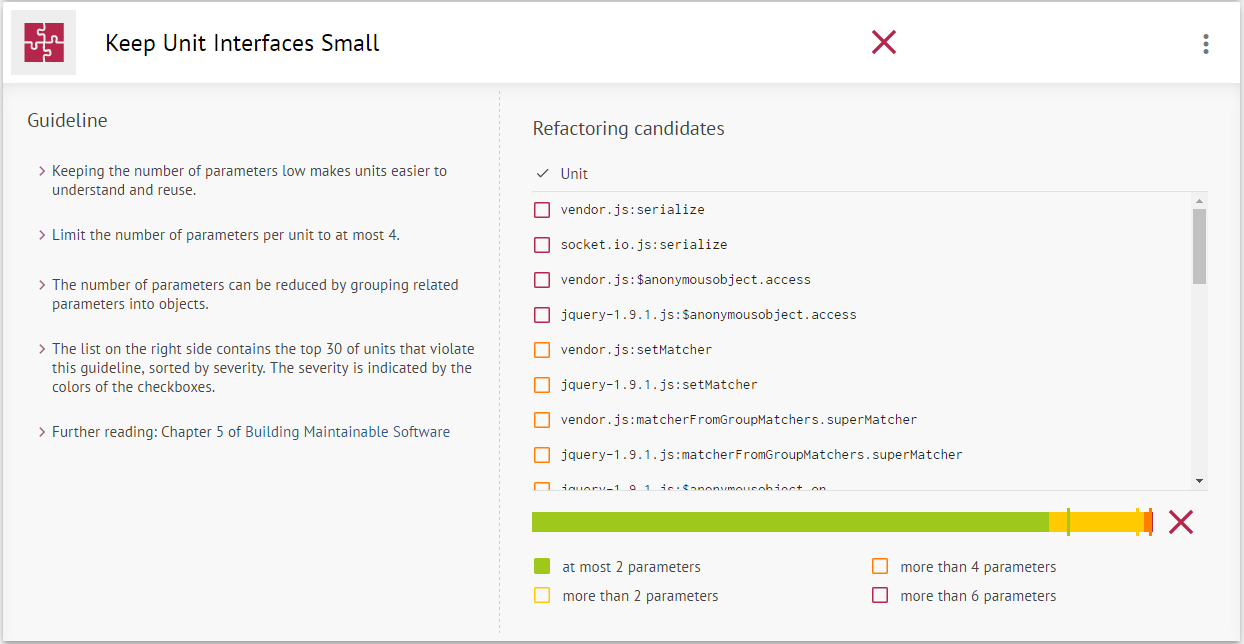 Keep Unit Interfaces Small
Guideline
Keeping the number of parameters low makes units easier to
understand and reuse.
Limit the number of parameters per unit to at most 4.
The number of parameters can be reduced by grouping related
parameters into objects.
The list on the right side contains the top 30 of units that violate
this guideline, sorted by severity. The severity is indicated by the
colors of the checkboxes.
Further reading: Chapter 5 of Building Maintainable Software
Refactoring candidates
Unit
vendor.js:serialize
socket.io.js:serialize
vendor.js:$anonymousobject.access
jquery-1.9.1.js:$anonymousobject.access
vendor.js:setMatcher
jquery-1.9.1.js:setMatcher
vendor.js:matcherFromGroupMatchers.superMatcher
jquery-1.9.1.js:matcherFromGroupMatchers.superMatcher
jquery-1.9.1.js:$anonymousobject.on
at most 2 parameters
more than 2 parameters
more than 4 parameters
more than 6 parameters